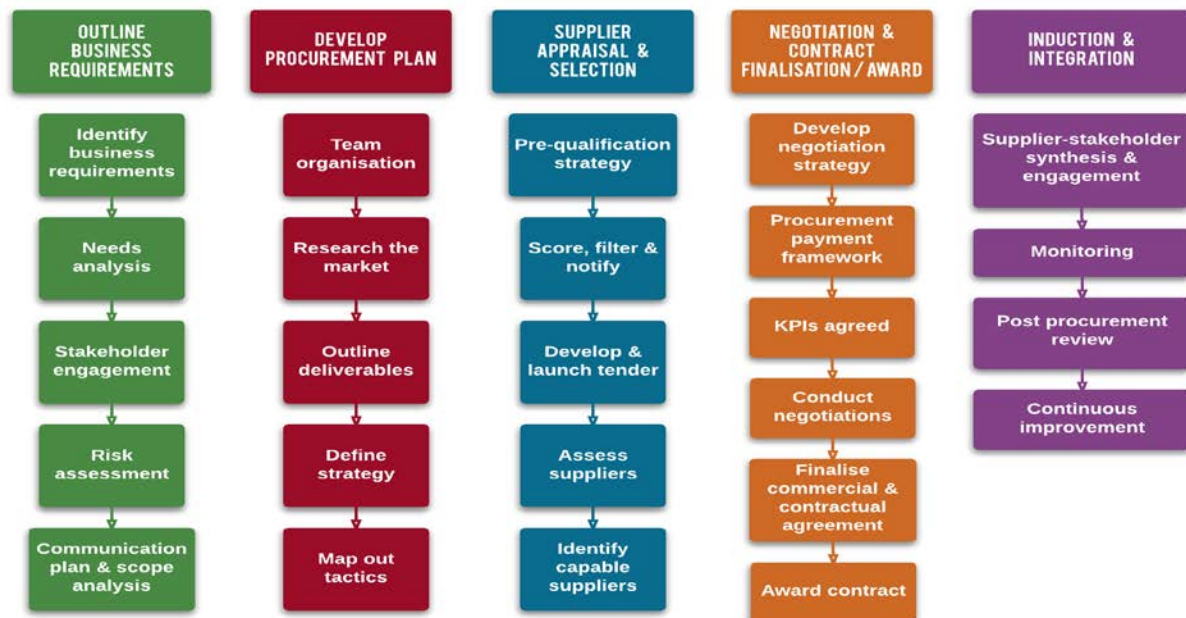 OUTLINE
BUSINESS
REQUIREMENTS
Identify
business
requirements
Needs
analysis
Stakeholder
engagement
Risk
assessment
Communication
plan & scope
analysis
DEVELOP
PROCUREMENT PLAN
Team
organisation
Research the
market
Outline
deliverables
Define
strategy
Map out
tactics
SUPPLIER
APPRAISAL &
SELECTION
Pre-qualification
strategy
Score, filter &
notify
Develop &
launch tender
Assess
suppliers
Identify
capable
suppliers
NEGOTIATION &
CONTRACT
FINALISATION / AWARD
Develop
negotiation
strategy
Procurement
payment
framework
KPIs agreed
Conduct
negotiations
Finalise
commercial &
contractual
agreement
Award contract
INDUCTION &
INTEGRATION
Supplier-stakeholder
synthesis &
engagement
Monitoring
Post procurement
review
Continuous
improvement